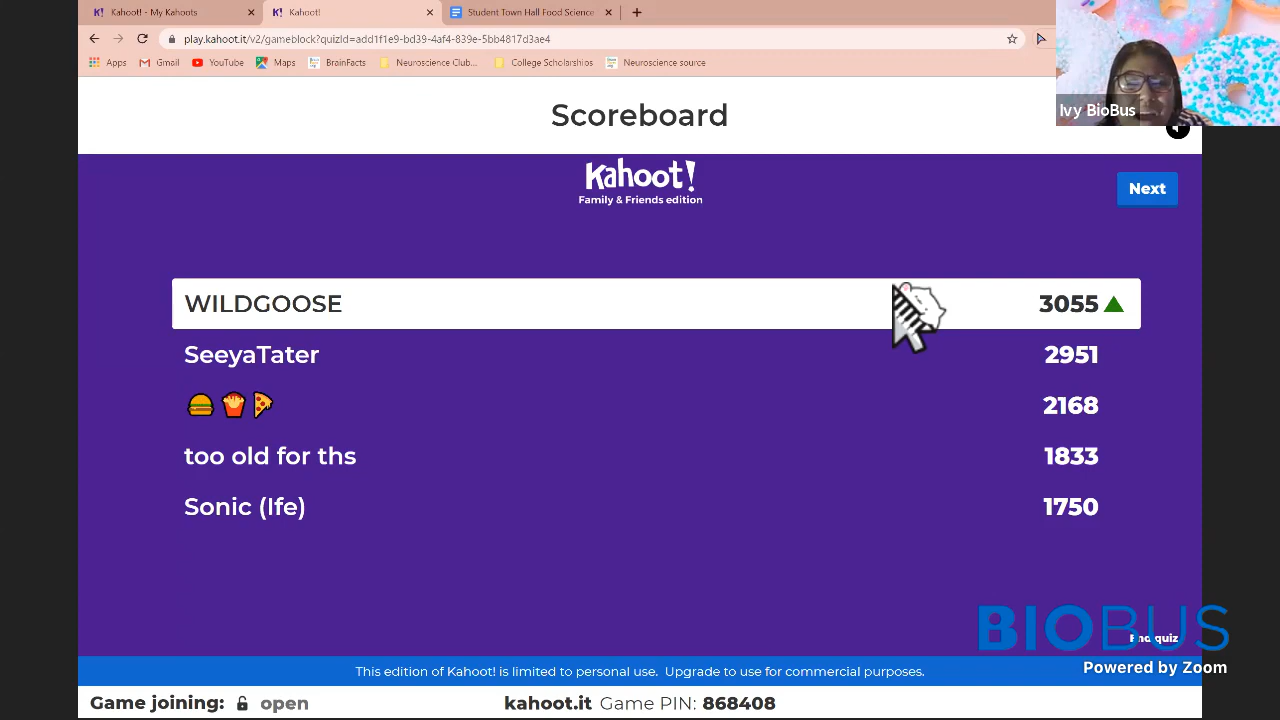 Kahoot! - My Kahoots
Kahoot!
Student Town Hall Food Science
play.kahoot.it/v2/gameblock?quizId=add1f1e9-bd39-4af4-839e-5bb4817d3ae4
Apps
Gmail
YouTube
Maps
BrainFacts
Neuroscience Club...
College Scholarships
Neuroscience source
Ivy BioBus
Scoreboard
Kahoot!
Family & Friends edition
Next
WILDGOOSE 3055
SeeyaTater 2951
🍔🍟🍕 2168
too old for ths 1833
Sonic (Ife) 1750
BIOBUS
End quiz
Powered by Zoom
This edition of Kahoot! is limited to personal use. Upgrade to use for commercial purposes.
Game joining: open
kahoot.it Game PIN: 868408